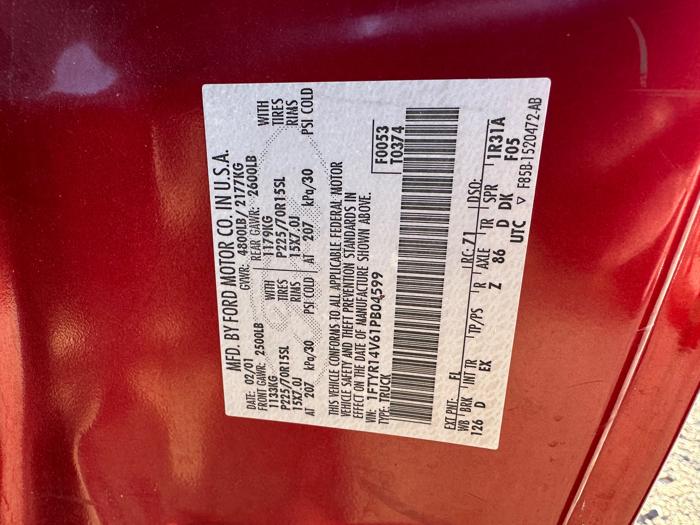 MFD. BY FORD MOTOR CO. IN U.S.A.
DATE: 02/01 GVWR: 4800LB/2177KG
FRONT GAWR: 2500LB REAR GAWR: 2600LB
1133KG WITH 1179KG WITH
P225/70R15SL TIRES P225/70R15SL TIRES
15X7.0J RIMS 15X7.0J RIMS
AT 207 kPa/30 PSI COLD AT 207 kPa/30 PSI COLD
THIS VEHICLE CONFORMS TO ALL APPLICABLE FEDERAL MOTOR
VEHICLE SAFETY AND THEFT PREVENTION STANDARDS IN
EFFECT ON THE DATE OF MANUFACTURE SHOWN ABOVE.
VIN: 1FTYR14V61PB04599 F0053
TYPE: TRUCK T0374
EXT PNT: FL RC: 71 DSO:
WB BRK INT TR TP/PS R AXLE TR SPR 1R31A
126 D EX Z 86 D DK F05
UTC ▽ F85B-1520472-AB